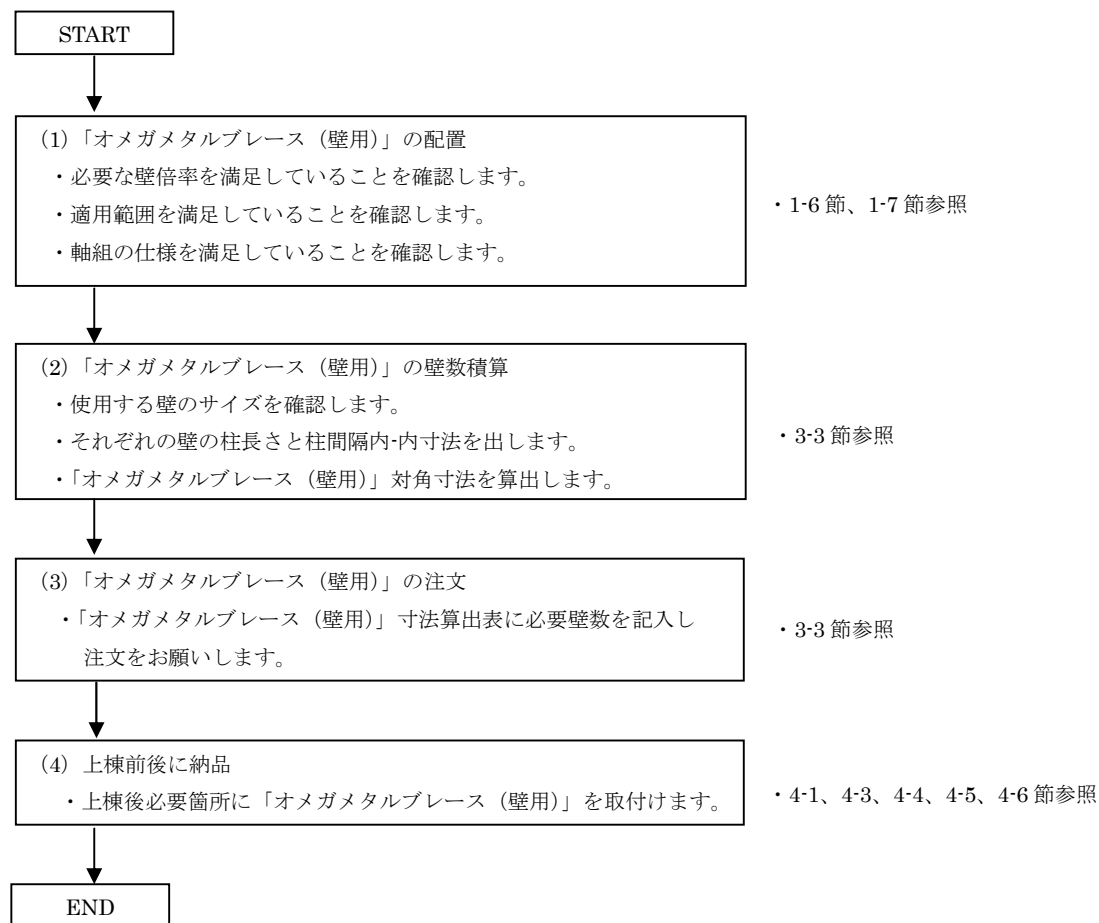 START
(1)「オメガメタルブレース（壁用）」の配置
・必要な壁倍率を満足していることを確認します。
・適用範囲を満足していることを確認します。
・軸組の仕様を満足していることを確認します。
・1-6 節、1-7 節参照
(2)「オメガメタルブレース（壁用）」の壁数積算
・使用する壁のサイズを確認します。
・それぞれの壁の柱長さと柱間隔内-内寸法を出します。
・「オメガメタルブレース（壁用）」対角寸法を算出します。
・3-3 節参照
(3)「オメガメタルブレース（壁用）」の注文
・「オメガメタルブレース（壁用）」寸法算出表に必要壁数を記入し
注文をお願いします。
・3-3 節参照
(4) 上棟前後に納品
・上棟後必要箇所に「オメガメタルブレース（壁用）」を取付けます。
・4-1、4-3、4-4、4-5、4-6 節参照
END